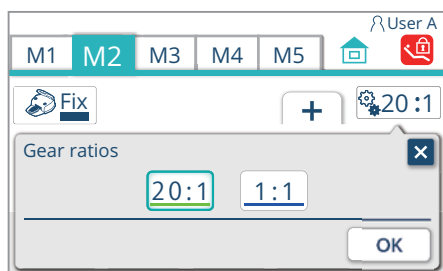 User A
M1 M2 M3 M4 M5
Fix + 20:1
Gear ratios
20:1 1:1
OK